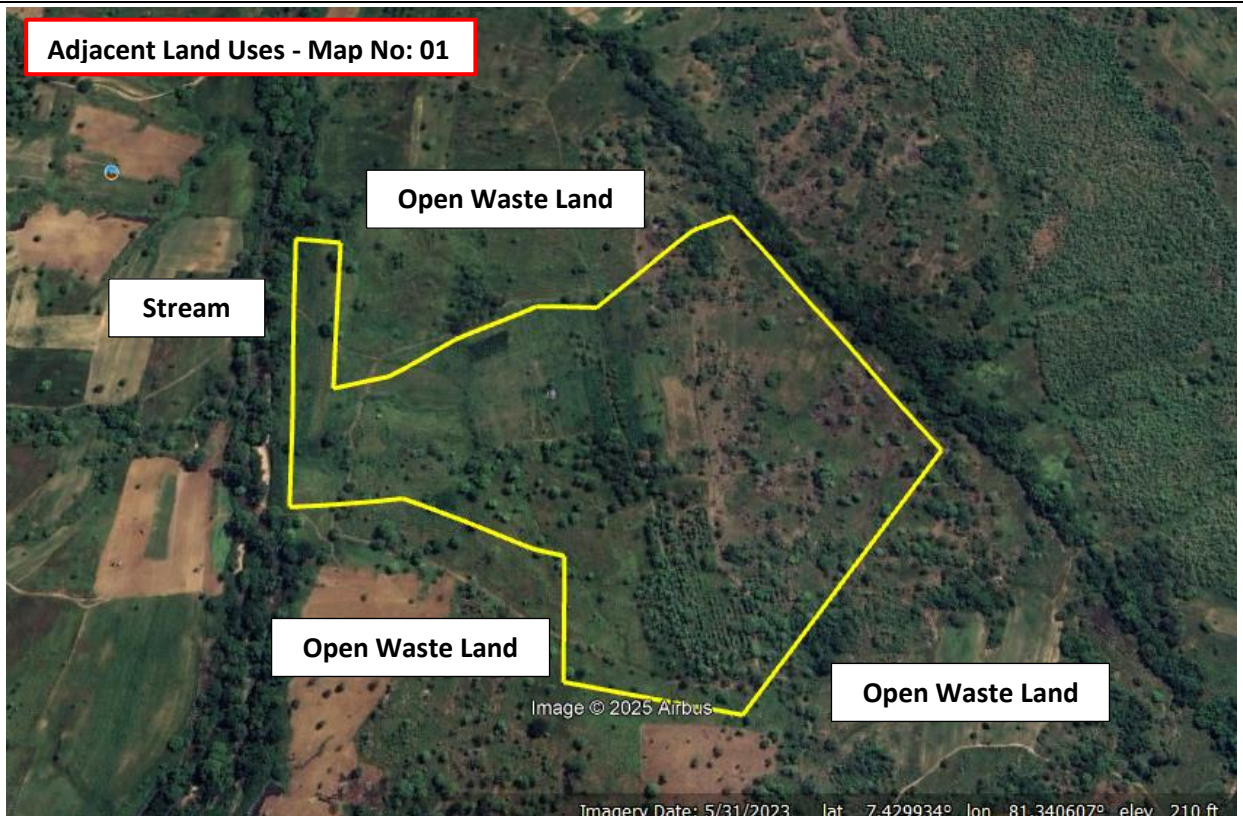 Adjacent Land Uses - Map No: 01
Open Waste Land
Stream
Open Waste Land
Open Waste Land
Image © 2025 Airbus
Imagery Date: 5/31/2023 lat 7.429934° lon 81.340607° elev 210 ft